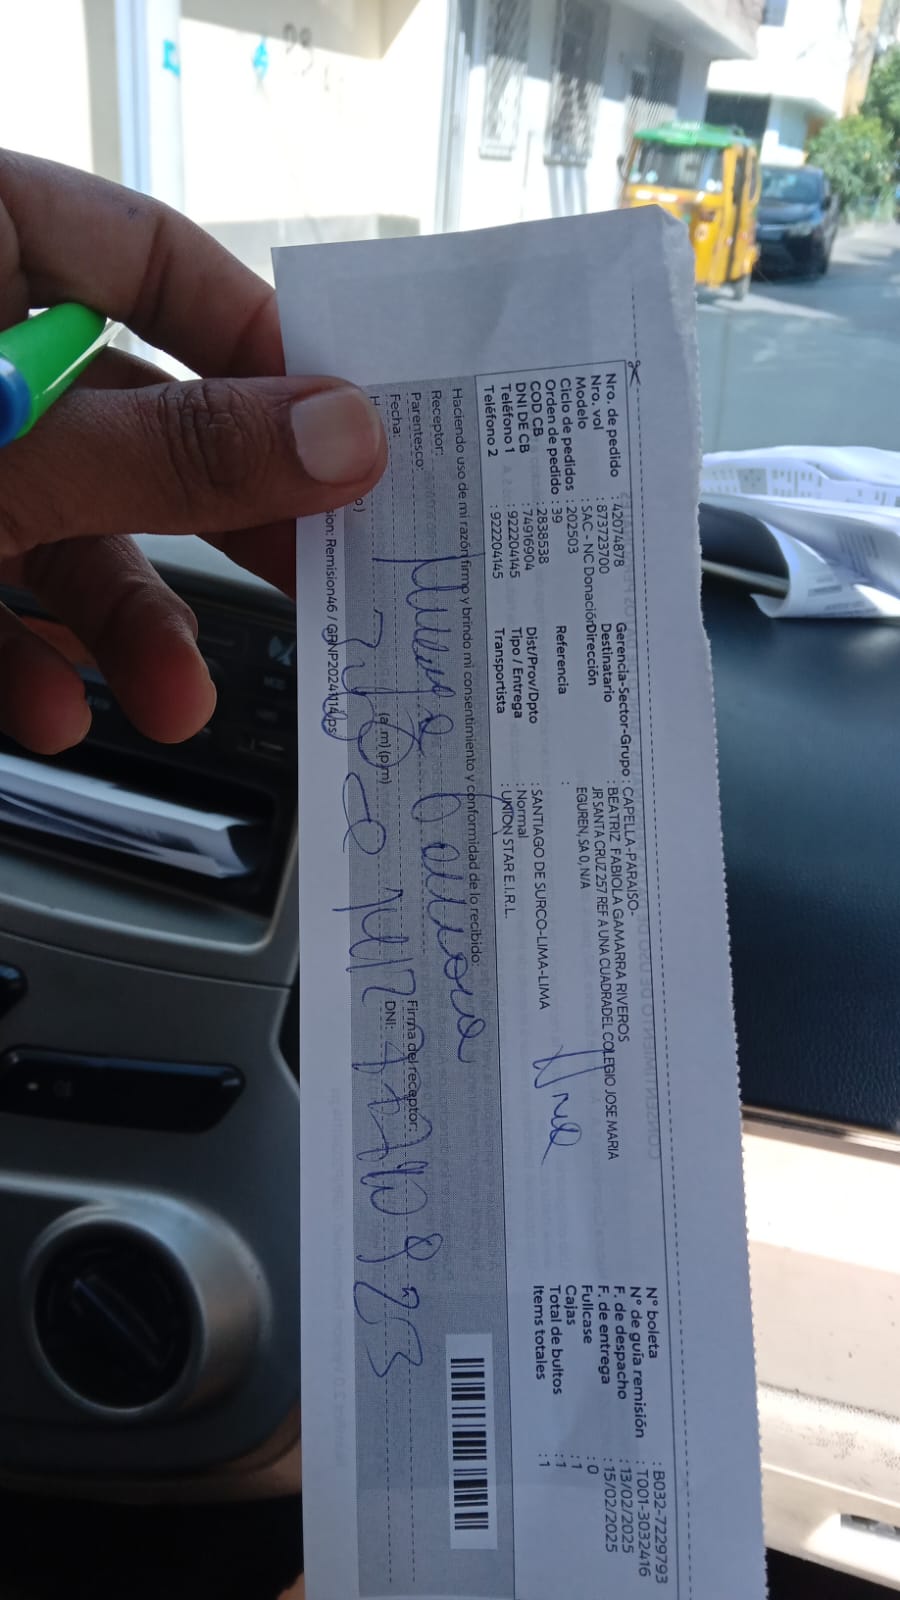 Nro. de pedido : 42074878
Nro. vol : 873723700
Modelo : SAC - NC Donación
Ciclo de pedidos : 202503
Orden de pedido : 39
COD CB : 2838538
DNI DE CB : 74916904
Teléfono 1 : 922204145
Teléfono 2 : 922204145
Gerencia-Sector-Grupo : CAPELLA-PARAISO-
Destinatario : BEATRIZ FABIOLA GAMARRA RIVEROS
Dirección JR SANTA CRUZ 257 REF A UNA CUADRA DEL COLEGIO JOSE MARIA
EGUREN, SA 0, N/A
Referencia :
Dist/Prov/Dpto : SANTIAGO DE SURCO-LIMA-LIMA
Tipo / Entrega : Normal
Transportista : UNION STAR E.I.R.L.
N° boleta : B032-7229793
N° de guía remisión : T001-3032416
F. de despacho : 13/02/2025
F. de entrega : 15/02/2025
Fullcase : 0
Cajas : 1
Total de bultos : 1
Items totales : 1
Haciendo uso de mi razón firmo y brindo mi consentimiento y conformidad de lo recibido:
Receptor:
Parentesco:
Firma del receptor:
Fecha:
(a.m) (p.m)
DNI:
sion: Remision46 / GBNP20241114.ps)